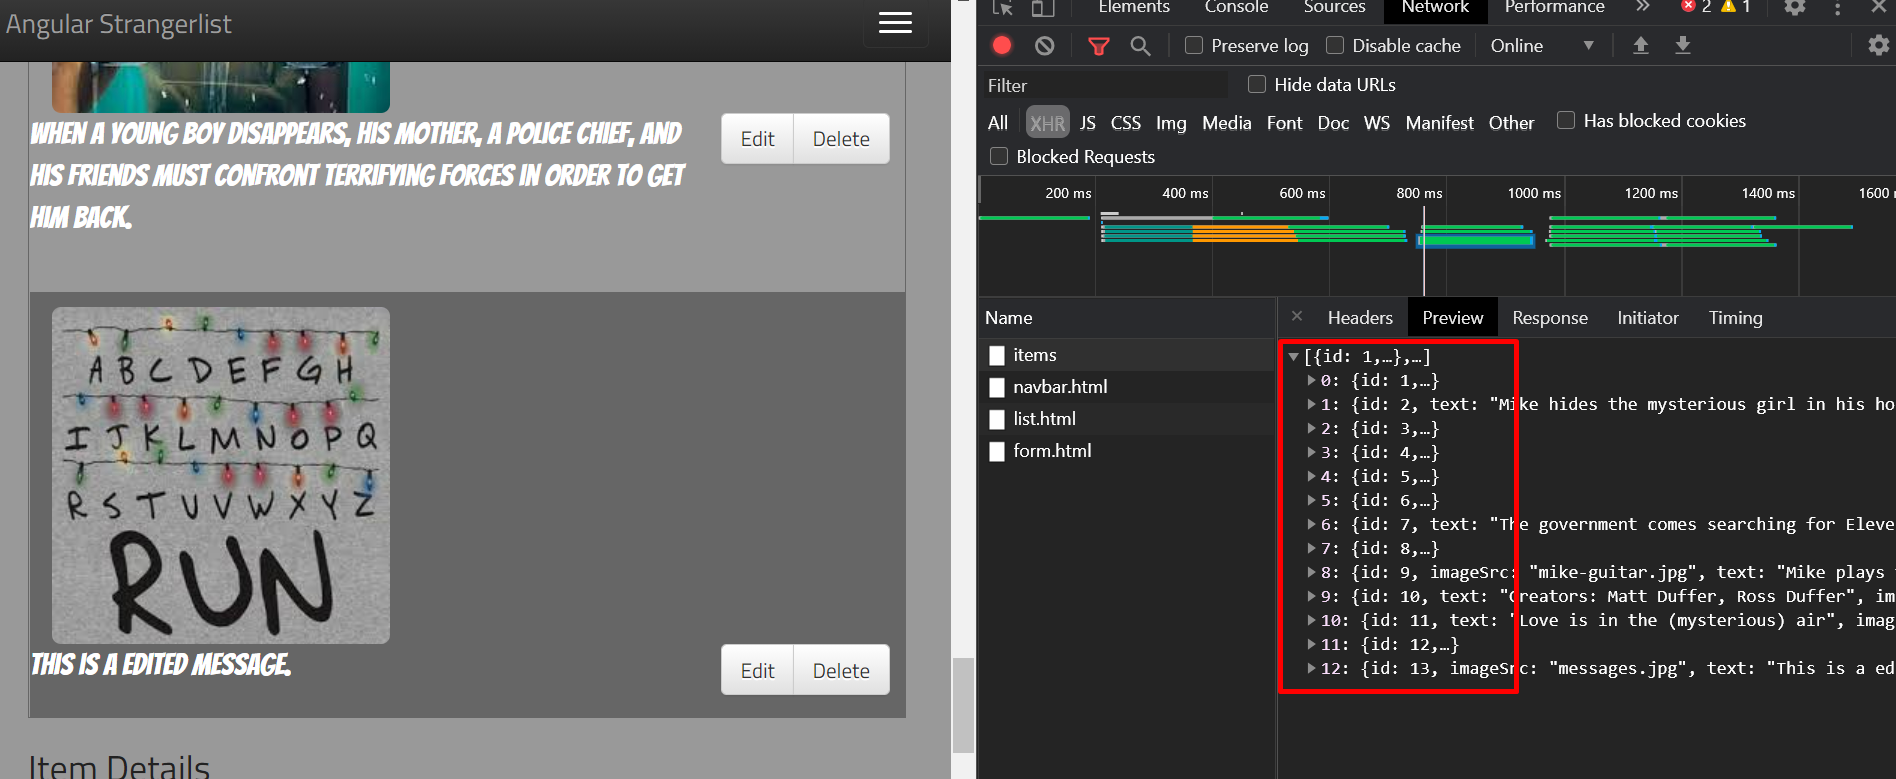 Angular Strangerlist
WHEN A YOUNG BOY DISAPPEARS, HIS MOTHER, A POLICE CHIEF, AND
HIS FRIENDS MUST CONFRONT TERRIFYING FORCES IN ORDER TO GET
HIM BACK.
Edit Delete
A B C D E F G H
I J K L M N O P Q
R S T U V W X Y Z
RUN
THIS IS A EDITED MESSAGE.
Edit Delete
Item Details
Elements Console Sources Network Performance » 2 1
Preserve log Disable cache Online
Filter Hide data URLs
All XHR JS CSS Img Media Font Doc WS Manifest Other Has blocked cookies
Blocked Requests
200 ms 400 ms 600 ms 800 ms 1000 ms 1200 ms 1400 ms 1600
Name
items
navbar.html
list.html
form.html
Headers Preview Response Initiator Timing
[{id: 1,…},…]
0: {id: 1,…}
1: {id: 2, text: "Mike hides the mysterious girl in his ho
2: {id: 3,…}
3: {id: 4,…}
4: {id: 5,…}
5: {id: 6,…}
6: {id: 7, text: "The government comes searching for Eleve
7: {id: 8,…}
8: {id: 9, imageSrc: "mike-guitar.jpg", text: "Mike plays
9: {id: 10, text: "Creators: Matt Duffer, Ross Duffer", im
10: {id: 11, text: "Love is in the (mysterious) air", imag
11: {id: 12,…}
12: {id: 13, imageSrc: "messages.jpg", text: "This is a ed